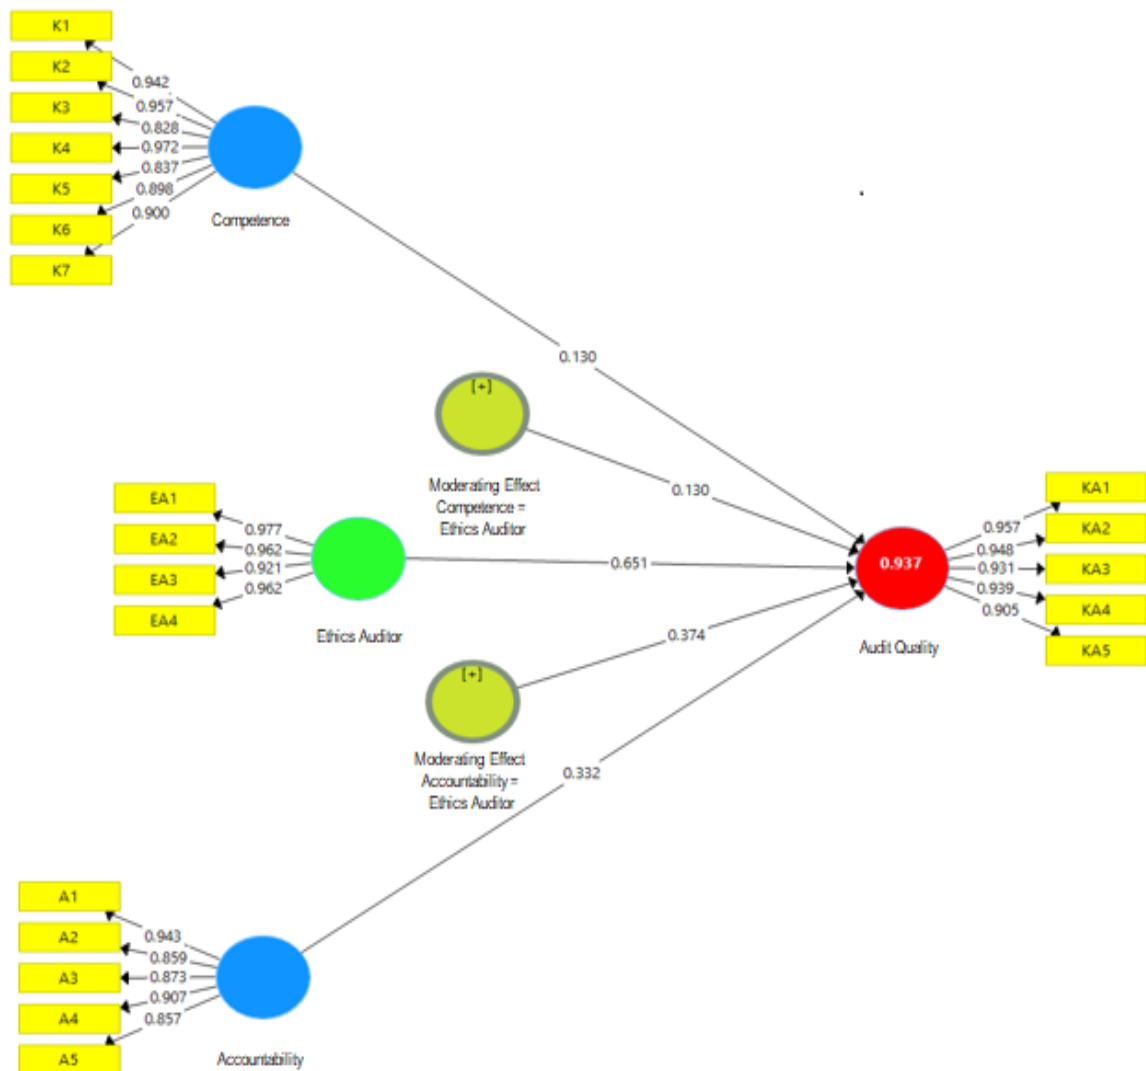 K1
K2
K3
K4
K5
K6
K7
0.942
0.957
0.828
0.972
0.837
0.898
0.900
Competence
0.130
[+]
Moderating Effect
Competence =
Ethics Auditor
0.130
EA1
EA2
EA3
EA4
0.977
0.962
0.921
0.962
Ethics Auditor
0.651
[+]
Moderating Effect
Accountability =
Ethics Auditor
0.374
0.332
0.937
Audit Quality
0.957
0.948
0.931
0.939
0.905
KA1
KA2
KA3
KA4
KA5
A1
A2
A3
A4
A5
0.943
0.859
0.873
0.907
0.857
Accountability